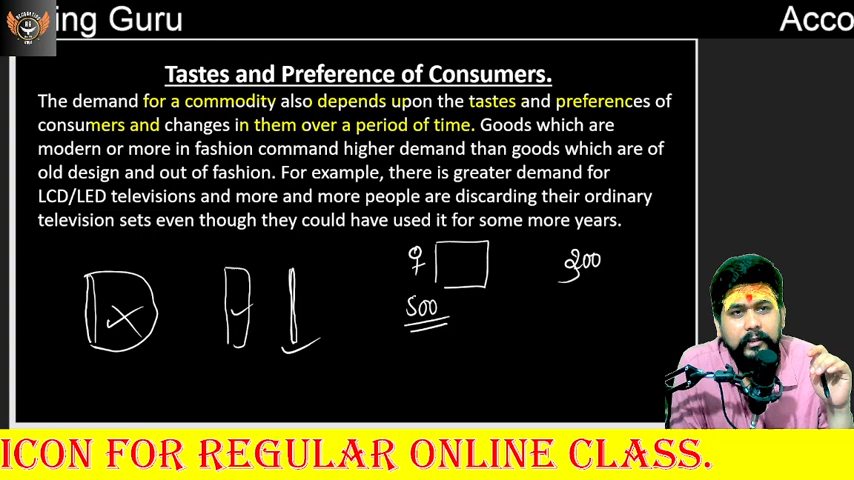 ing Guru
Acco
Tastes and Preference of Consumers.
The demand for a commodity also depends upon the tastes and preferences of
consumers and changes in them over a period of time. Goods which are
modern or more in fashion command higher demand than goods which are of
old design and out of fashion. For example, there is greater demand for
LCD/LED televisions and more and more people are discarding their ordinary
television sets even though they could have used it for some more years.
500
ICON FOR REGULAR ONLINE CLASS.